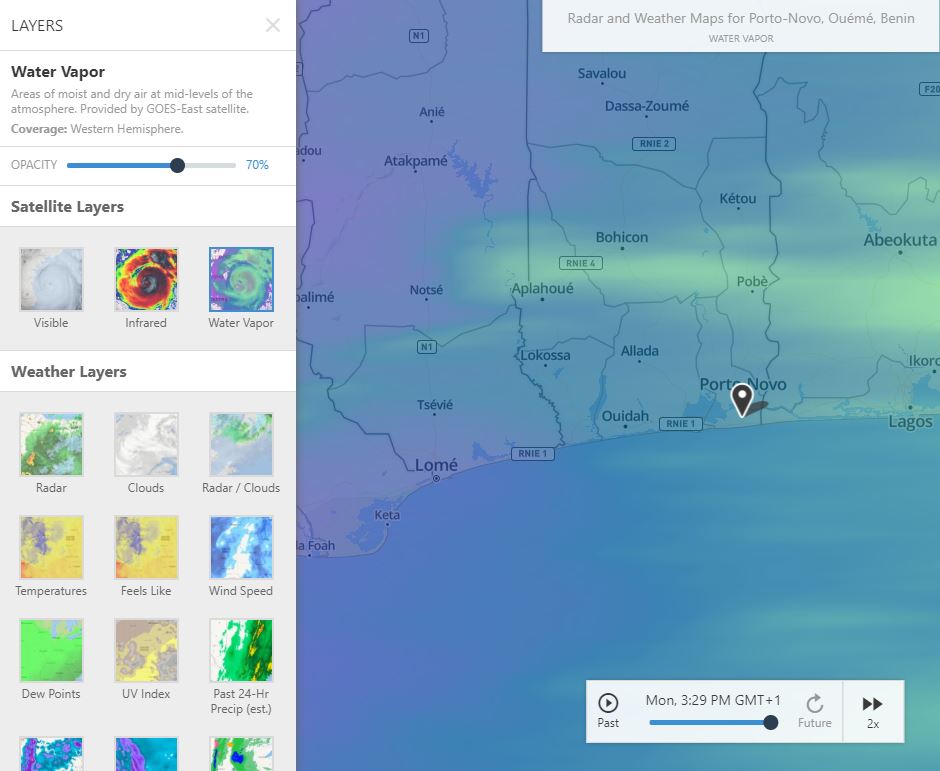 LAYERS
Water Vapor
Areas of moist and dry air at mid-levels of the
atmosphere. Provided by GOES-East satellite.
Coverage: Western Hemisphere.
OPACITY 70%
Satellite Layers
Visible Infrared Water Vapor
Weather Layers
Radar Clouds Radar / Clouds
Temperatures Feels Like Wind Speed
Dew Points UV Index Past 24-Hr
Precip (est.)
Radar and Weather Maps for Porto-Novo, Ouémé, Benin
WATER VAPOR
N1
Savalou
F20
Dassa-Zoumé
Anié
RNIE 2
adou
Atakpamé
Kétou
Bohicon
Abeokuta
RNIE 4
Pobè
Notsé
Aplahoué
palimé
N1
Lokossa
Allada
Ikoro
Porto-Novo
Tsévié
Ouidah
RNIE 1
Lagos
RNIE 1
Lomé
Keta
la Foah
Mon, 3:29 PM GMT+1
Past Future 2x